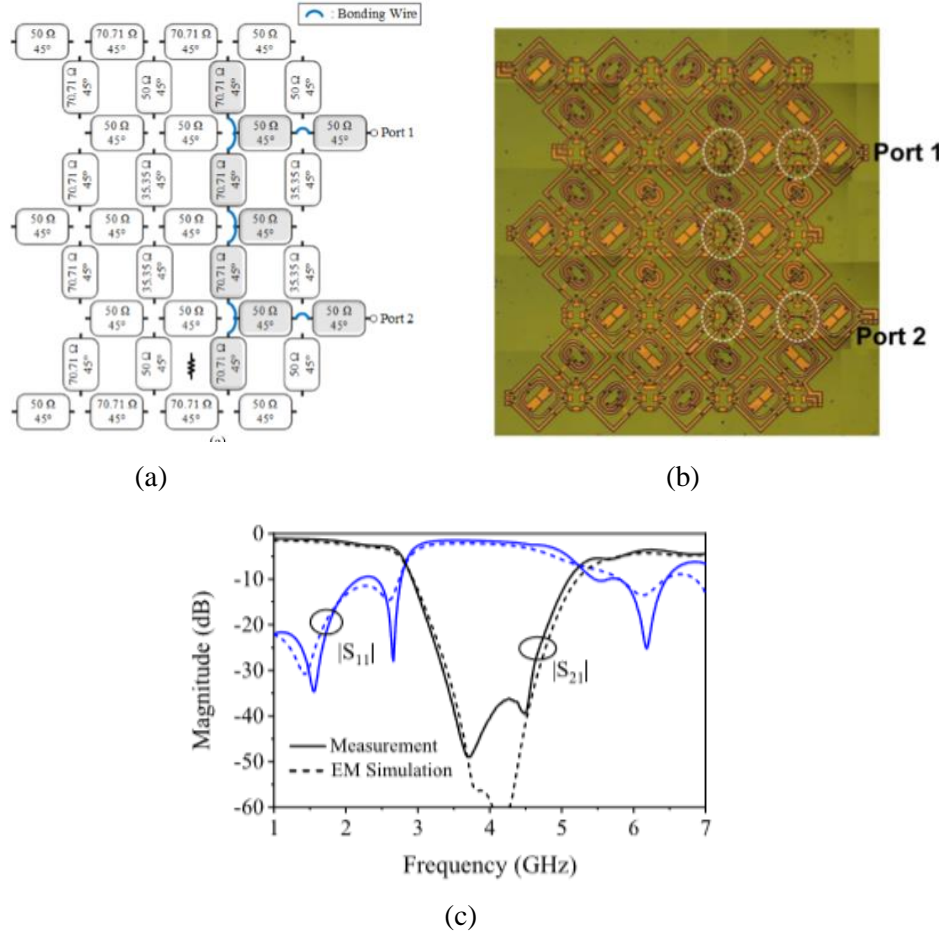 : Bonding Wire
50 Ω 70.71 Ω 70.71 Ω 50 Ω
45° 45° 45° 45°
70.71 Ω 50 Ω 70.71 Ω 50 Ω
45° 45° 45° 45°
50 Ω 50 Ω 50 Ω 50 Ω
45° 45° 45° 45°
Port 1
70.71 Ω 35.35 Ω 70.71 Ω 35.35 Ω
45° 45° 45° 45°
50 Ω 50 Ω 50 Ω 50 Ω
45° 45° 45° 45°
70.71 Ω 35.35 Ω 70.71 Ω 35.35 Ω
45° 45° 45° 45°
50 Ω 50 Ω 50 Ω 50 Ω
45° 45° 45° 45°
Port 2
70.71 Ω 50 Ω 70.71 Ω 50 Ω
45° 45° 45° 45°
50 Ω 70.71 Ω 70.71 Ω 50 Ω
45° 45° 45° 45°
Port 1
Port 2
(a)
(b)
0
-10
-20
-30
-40
-50
-60
Magnitude (dB)
|S11|
|S21|
Measurement
EM Simulation
1 2 3 4 5 6 7
Frequency (GHz)
(c)